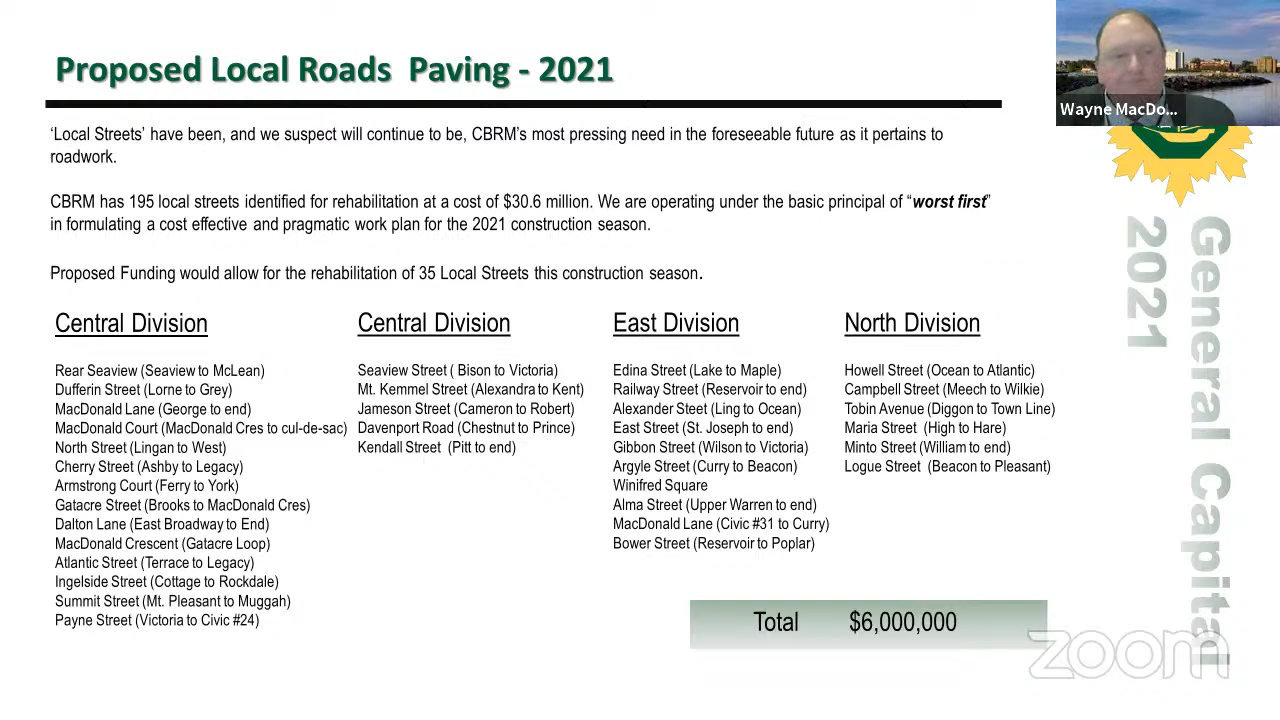 Proposed Local Roads Paving - 2021
Wayne MacDo...
‘Local Streets’ have been, and we suspect will continue to be, CBRM’s most pressing need in the foreseeable future as it pertains to
roadwork.
CBRM has 195 local streets identified for rehabilitation at a cost of $30.6 million. We are operating under the basic principal of “worst first”
in formulating a cost effective and pragmatic work plan for the 2021 construction season.
Proposed Funding would allow for the rehabilitation of 35 Local Streets this construction season.
Central Division
Rear Seaview (Seaview to McLean)
Dufferin Street (Lorne to Grey)
MacDonald Lane (George to end)
MacDonald Court (MacDonald Cres to cul-de-sac)
North Street (Lingan to West)
Cherry Street (Ashby to Legacy)
Armstrong Court (Ferry to York)
Gatacre Street (Brooks to MacDonald Cres)
Dalton Lane (East Broadway to End)
MacDonald Crescent (Gatacre Loop)
Atlantic Street (Terrace to Legacy)
Ingelside Street (Cottage to Rockdale)
Summit Street (Mt. Pleasant to Muggah)
Payne Street (Victoria to Civic #24)
Central Division
Seaview Street ( Bison to Victoria)
Mt. Kemmel Street (Alexandra to Kent)
Jameson Street (Cameron to Robert)
Davenport Road (Chestnut to Prince)
Kendall Street (Pitt to end)
East Division
Edina Street (Lake to Maple)
Railway Street (Reservoir to end)
Alexander Steet (Ling to Ocean)
East Street (St. Joseph to end)
Gibbon Street (Wilson to Victoria)
Argyle Street (Curry to Beacon)
Winifred Square
Alma Street (Upper Warren to end)
MacDonald Lane (Civic #31 to Curry)
Bower Street (Reservoir to Poplar)
North Division
Howell Street (Ocean to Atlantic)
Campbell Street (Meech to Wilkie)
Tobin Avenue (Diggon to Town Line)
Maria Street (High to Hare)
Minto Street (William to end)
Logue Street (Beacon to Pleasant)
Total $6,000,000
General Capital
2021
zoom